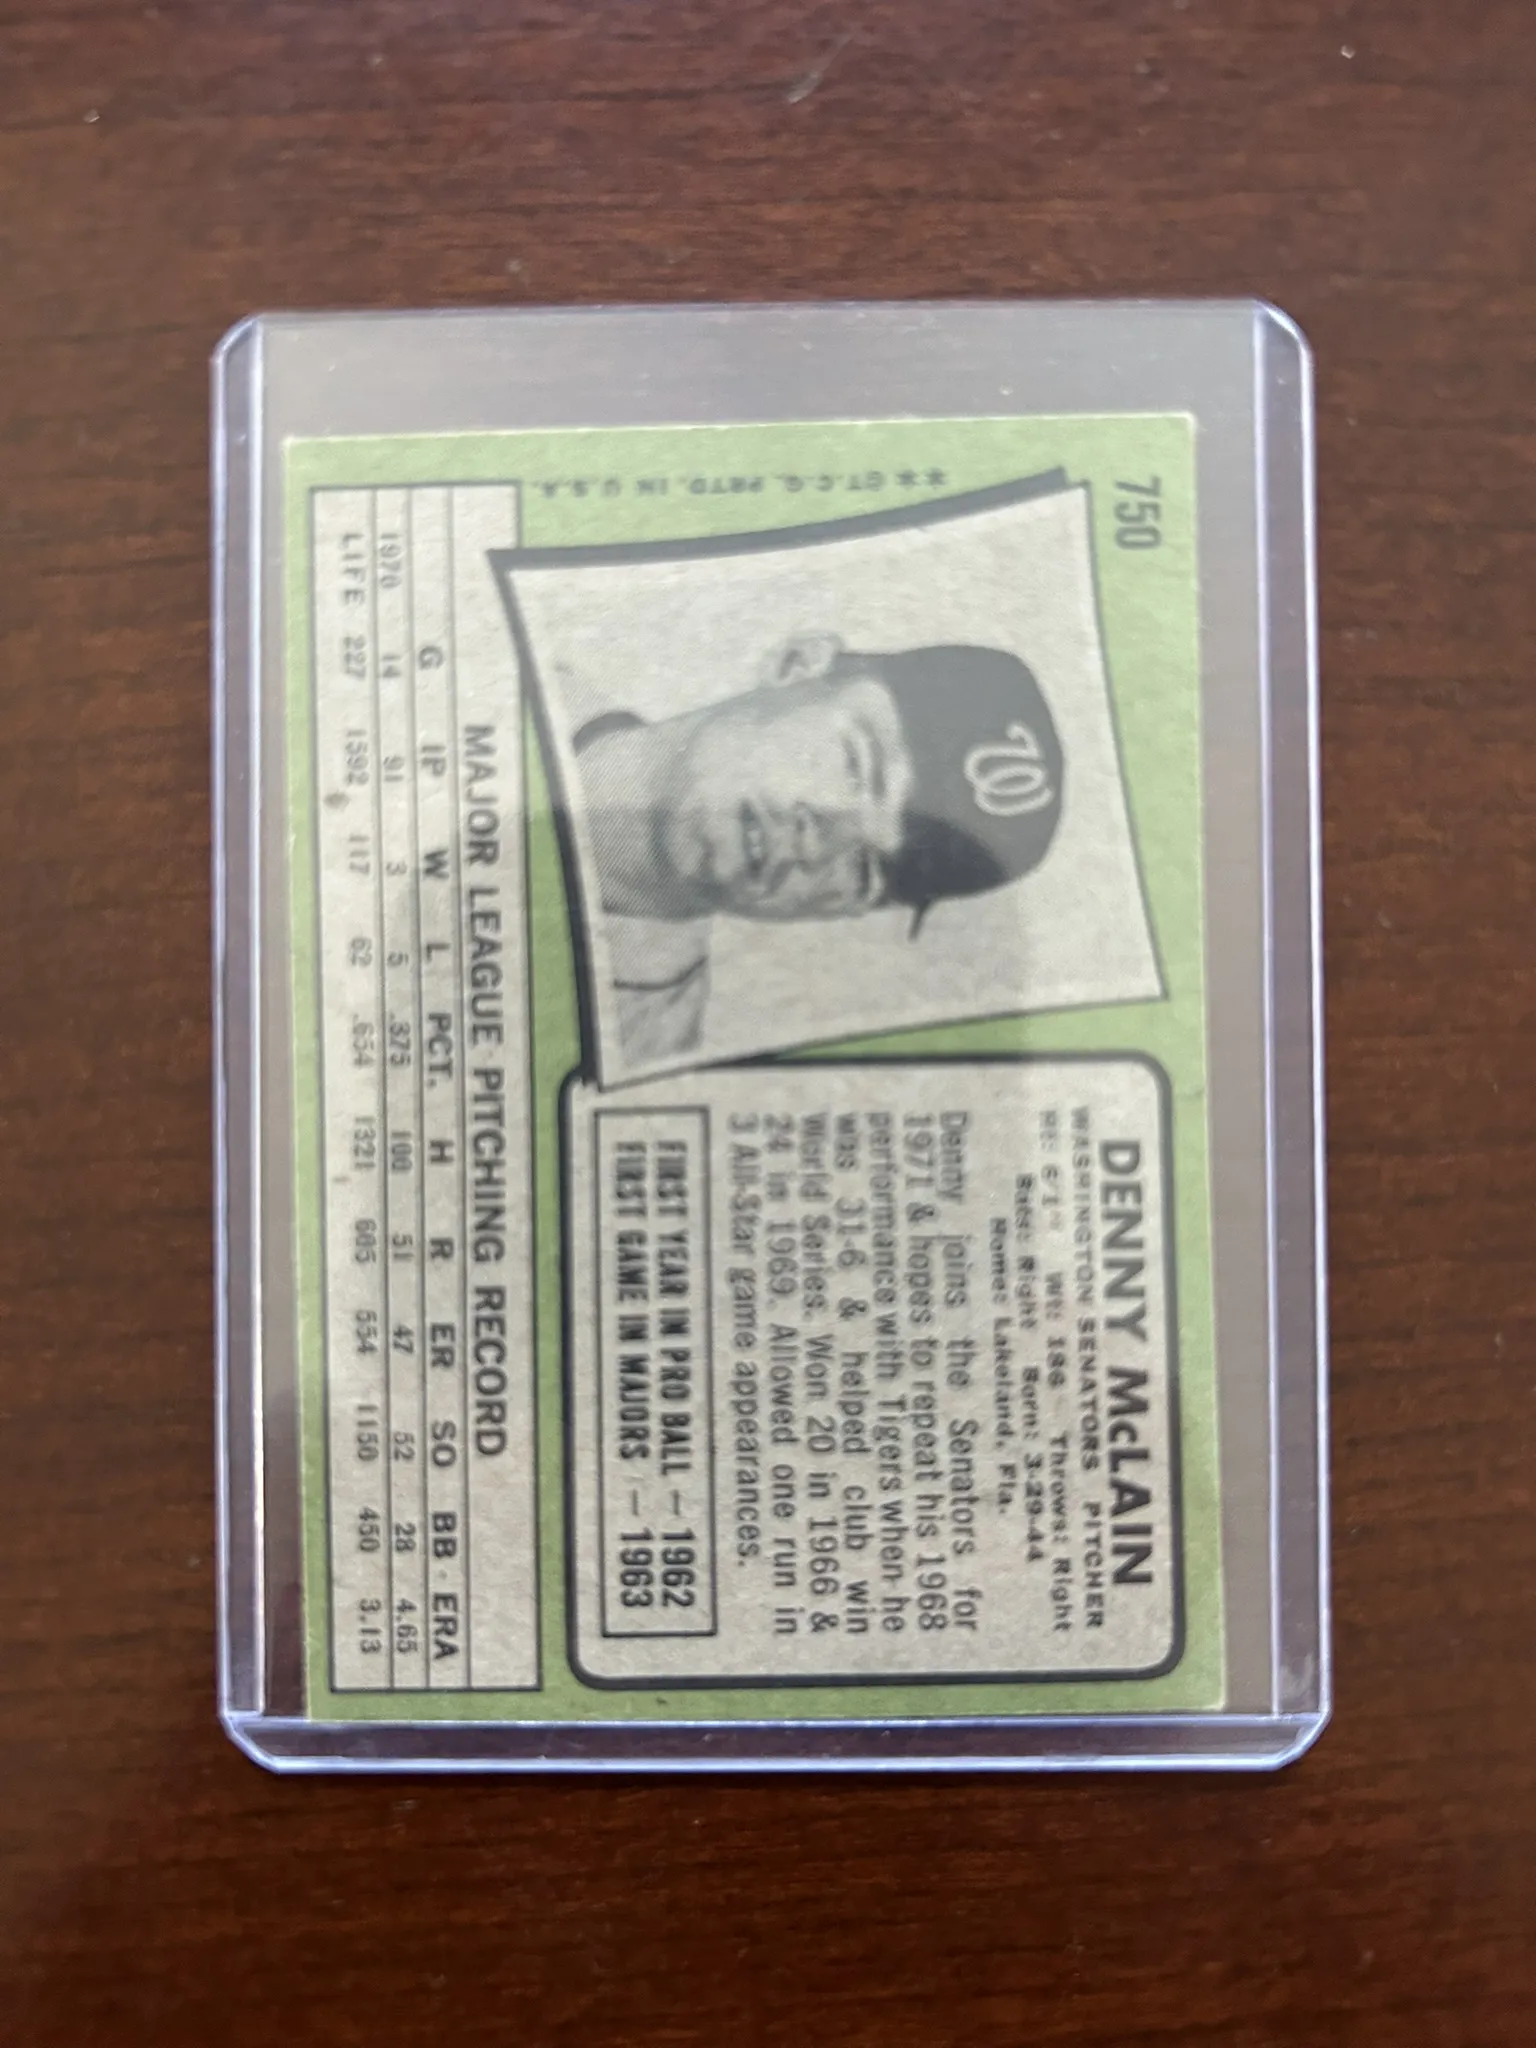 750
DENNY McLAIN
WASHINGTON SENATORS PITCHER
Ht: 6'1" Wt: 186 Throws: Right
Bats: Right Born: 3-29-44
Home: Lakeland, Fla.
Denny joins the Senators for
1971 & hopes to repeat his 1968
performance with Tigers when he
was 31-6 & helped club win
World Series. Won 20 in 1966 &
24 in 1969. Allowed one run in
3 All-Star game appearances.
FIRST YEAR IN PRO BALL — 1962
FIRST GAME IN MAJORS — 1963
W
** ©T.C.G. PRTD. IN U.S.A.
MAJOR LEAGUE PITCHING RECORD
G IP W L PCT. H R ER SO BB ERA
1970 14 91 3 5 .375 100 51 47 52 28 4.65
LIFE 227 1592 117 62 .654 1321 605 554 1150 450 3.13